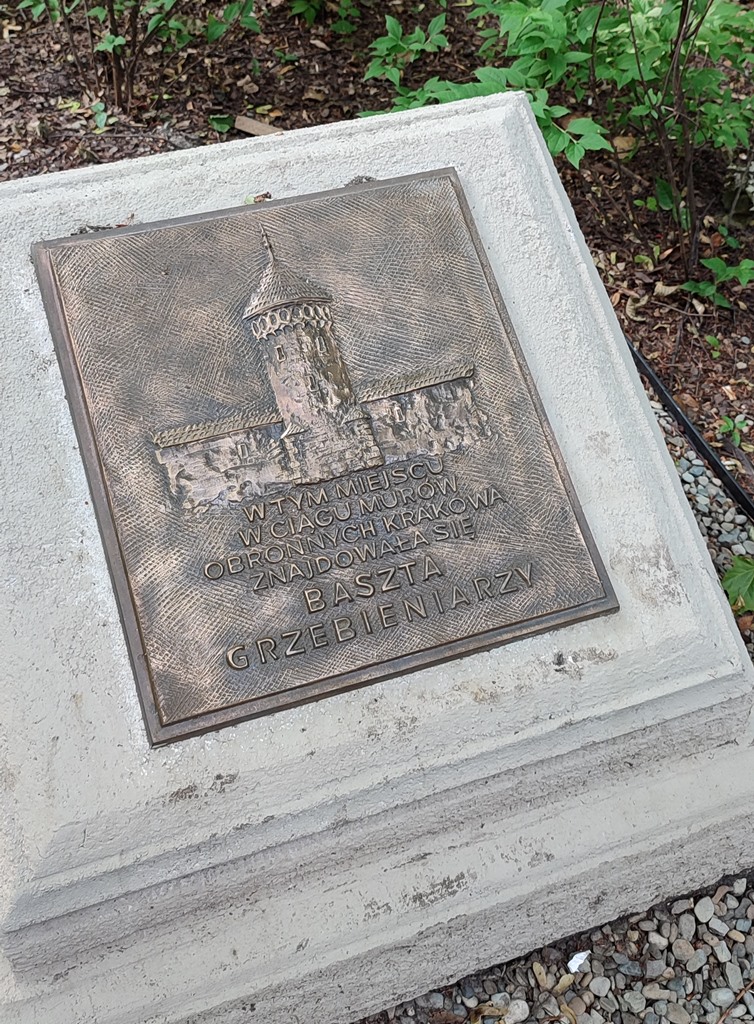 W TYM MIEJSCU
W CIĄGU MURÓW
OBRONNYCH KRAKOWA
ZNAJDOWAŁA SIĘ
BASZTA
GRZEBIENIARZY